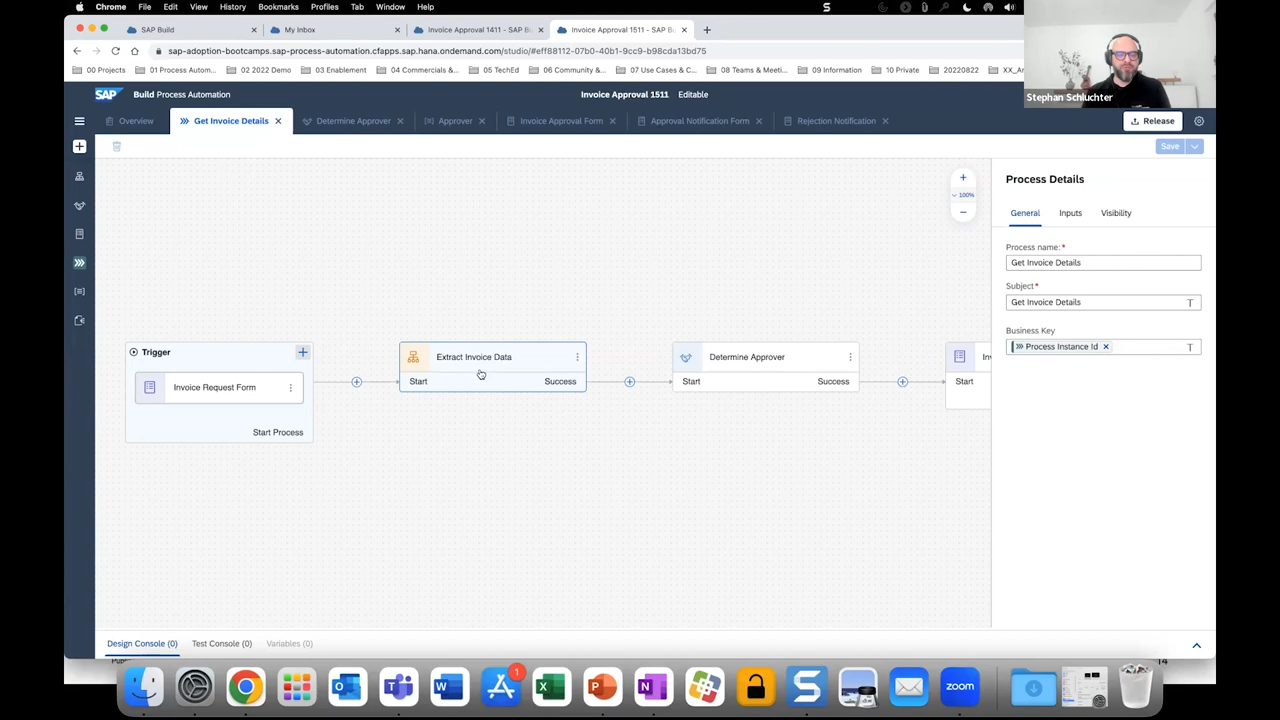 Chrome File Edit View History Bookmarks Profiles Tab Window Help
SAP Build
My Inbox
Invoice Approval 1411 - SAP B
Invoice Approval 1511 - SAP B
sap-adoption-bootcamps.sap-process-automation.cfapps.sap.hana.ondemand.com/studio/#eff88112-07b0-40b1-9cc9-b98cda13bd75
00 Projects 01 Process Autom... 02 2022 Demo 03 Enablement 04 Commercials &... 05 TechEd 06 Community &... 07 Use Cases & C... 08 Teams & Meeti... 09 Information 10 Private 20220822
Stephan Schluchter
SAP Build Process Automation
Invoice Approval 1511 Editable
Overview
Get Invoice Details
Determine Approver
Approver
Invoice Approval Form
Approval Notification Form
Rejection Notification
Release
Save
100%
Process Details
General Inputs Visibility
Process name:*
Get Invoice Details
Subject*
Get Invoice Details
Business Key
Process Instance Id
Trigger
Invoice Request Form
Start Process
Extract Invoice Data
Start Success
Determine Approver
Start Success
Start
Design Console (0) Test Console (0) Variables (0)
14
1
zoom